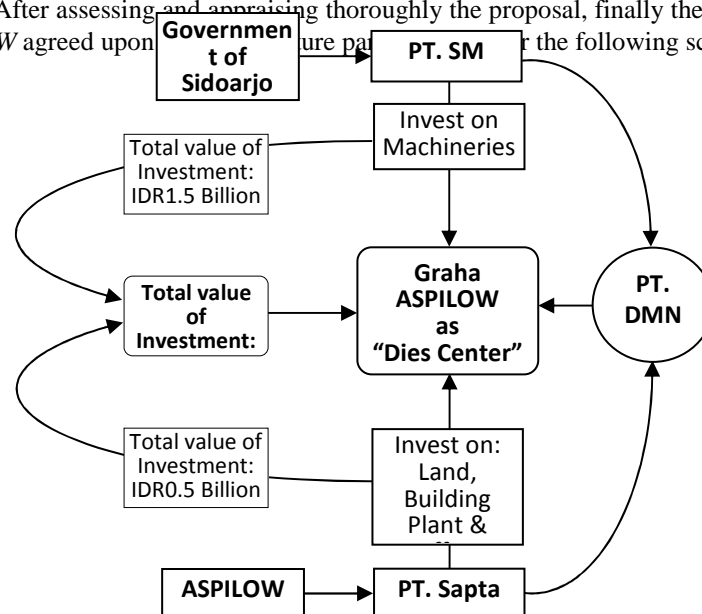 After assessing and appraising thoroughly the proposal, finally the
W agreed upon ture par r the following sc
Governmen
t of
Sidoarjo
PT. SM
Invest on
Machineries
Total value of
Investment:
IDR1.5 Billion
Total value
of
Investment:
Graha
ASPILOW
as
“Dies Center”
PT.
DMN
Total value of
Investment:
IDR0.5 Billion
Invest on:
Land,
Building
Plant &
ASPILOW
PT. Sapta